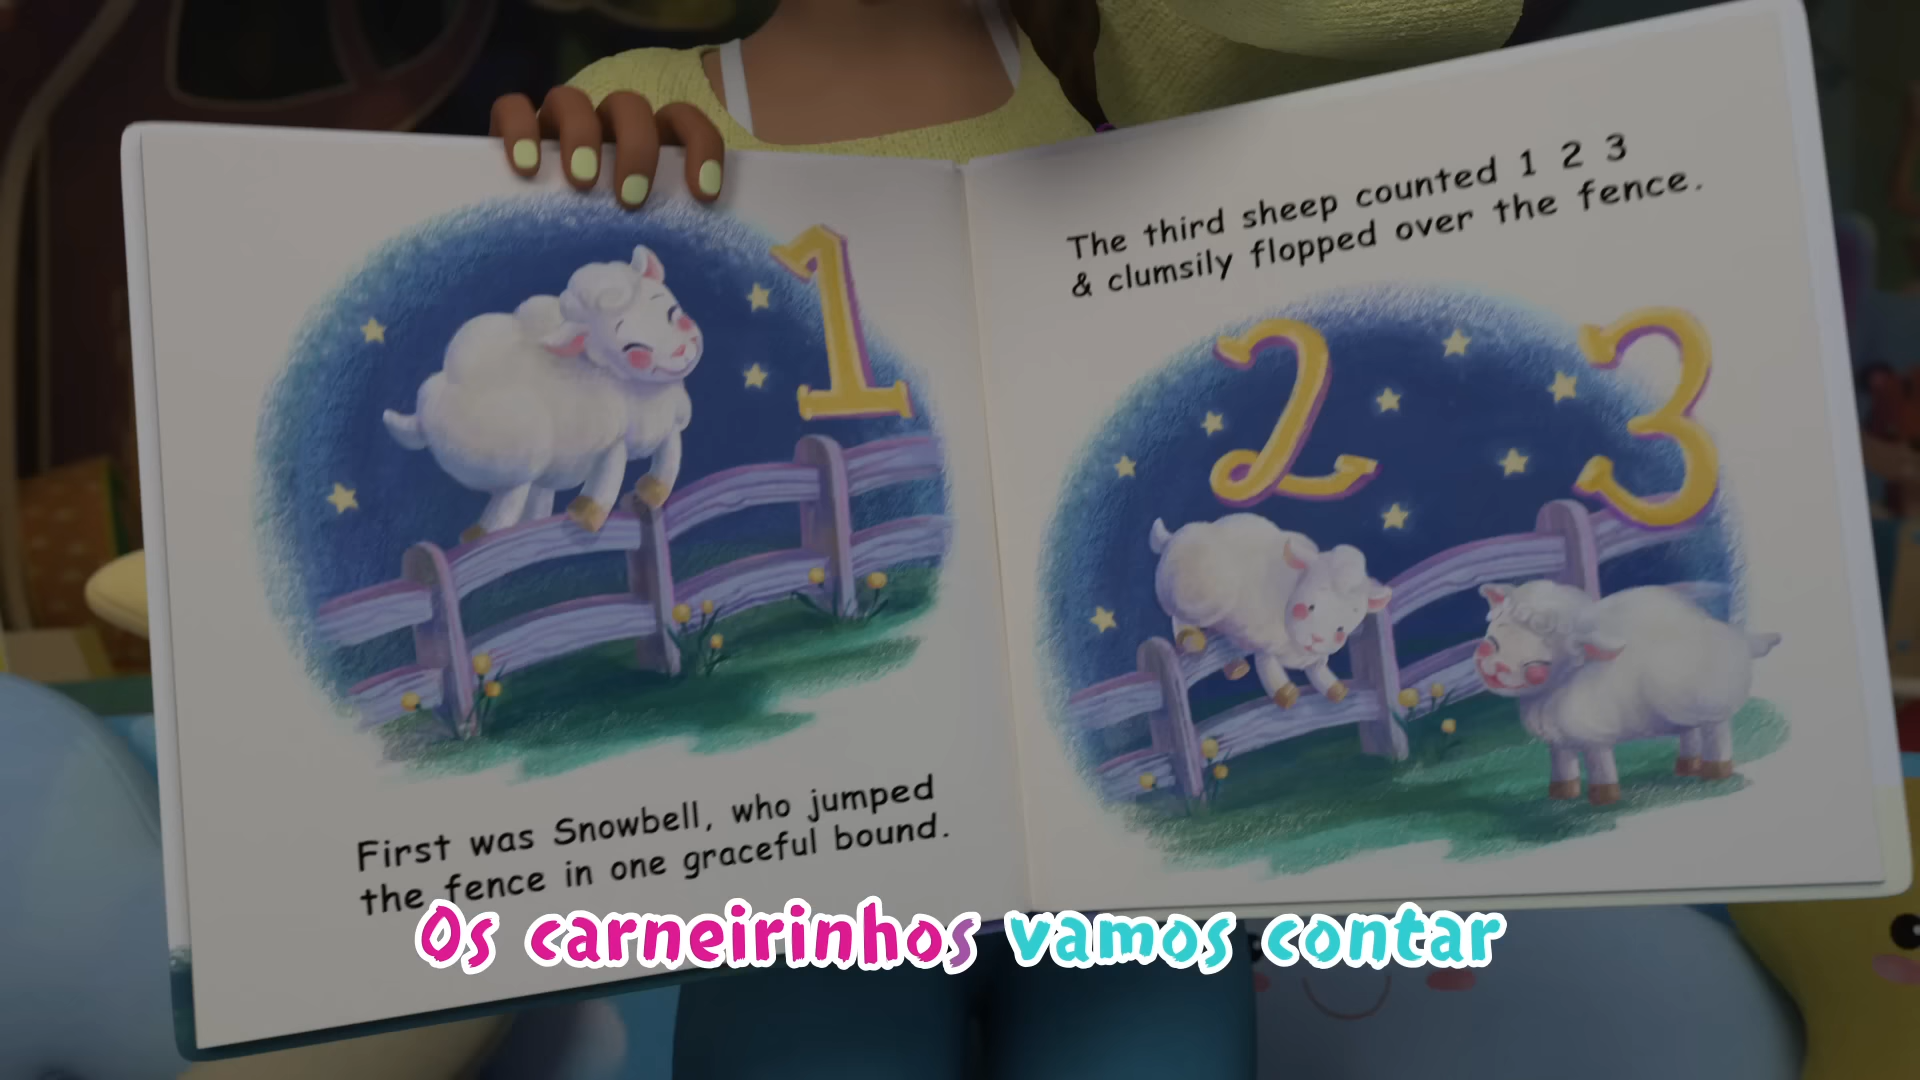 1
First was Snowbell, who jumped
the fence in one graceful bound.
The third sheep counted 1 2 3
& clumsily flopped over the fence.
2 3
Os carneirinhos vamos contar